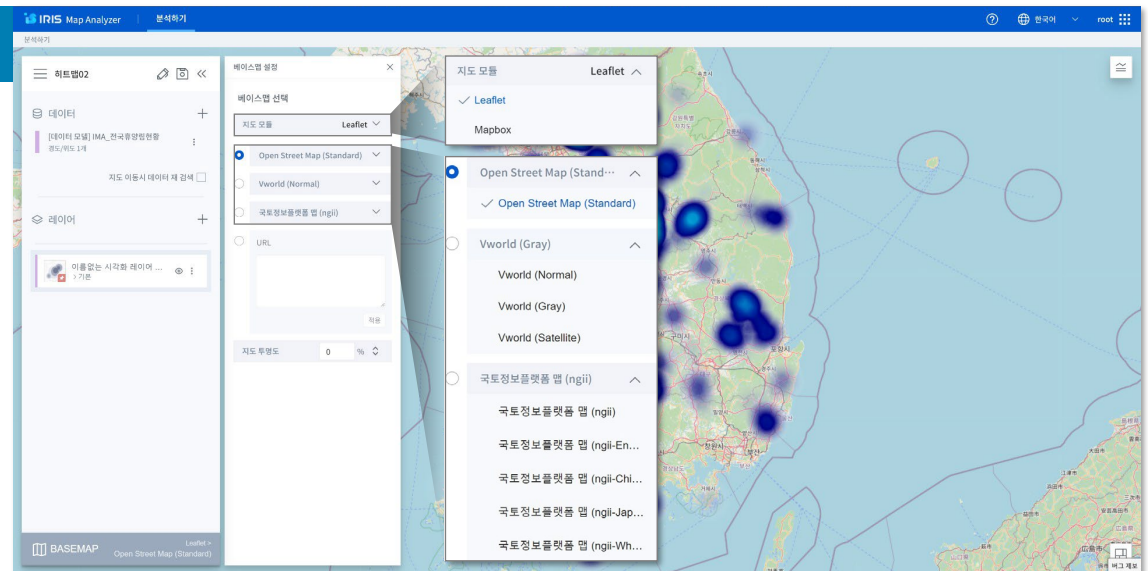 IRIS Map Analyzer
분석하기
한국어
root
분석하기
히트맵02
데이터
[데이터 모델] IMA_전국휴양림현황
경도/위도 1개
지도 이동시 데이터 재 검색
레이어
이름없는 시각화 레이어 ...
> 기본
BASEMAP
Leaflet >
Open Street Map (Standard)
베이스맵 설정
베이스맵 선택
지도 모듈 Leaflet
Open Street Map (Standard)
Vworld (Normal)
국토정보플랫폼 맵 (ngii)
URL
적용
지도 투명도 0 %
지도 모듈 Leaflet
Leaflet
Mapbox
Open Street Map (Stand···
Open Street Map (Standard)
Vworld (Gray)
Vworld (Normal)
Vworld (Gray)
Vworld (Satellite)
국토정보플랫폼 맵 (ngii)
국토정보플랫폼 맵 (ngii)
국토정보플랫폼 맵 (ngii-En...
국토정보플랫폼 맵 (ngii-Chi...
국토정보플랫폼 맵 (ngii-Jap...
국토정보플랫폼 맵 (ngii-Wh...
버그 제보